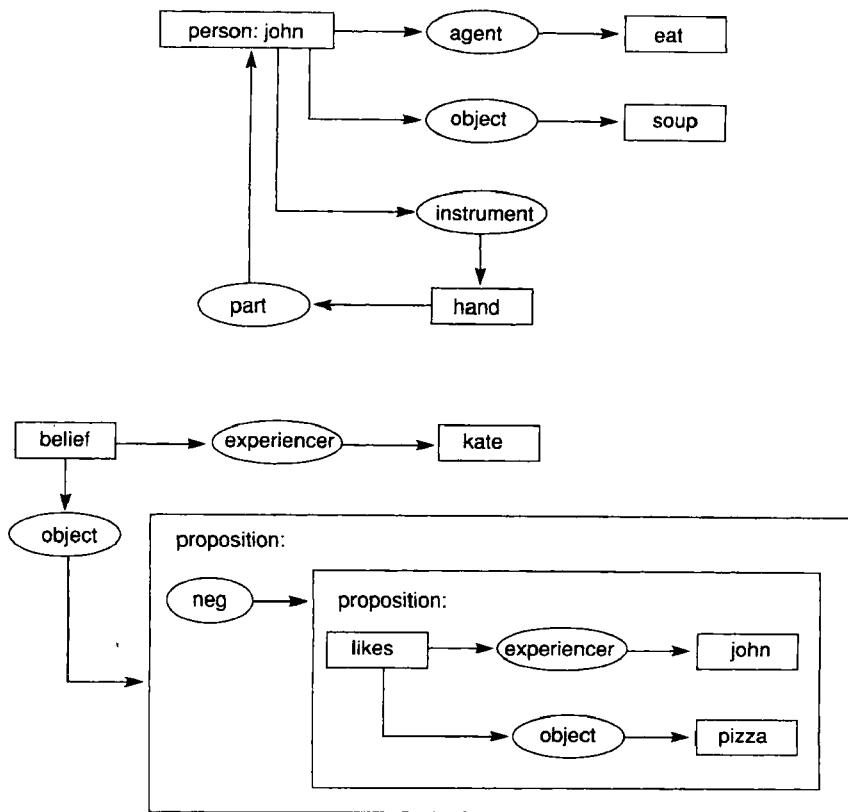 person: john
agent
eat
object
soup
instrument
part
hand
belief
experiencer
kate
object
proposition:
neg
proposition:
likes
experiencer
john
object
pizza